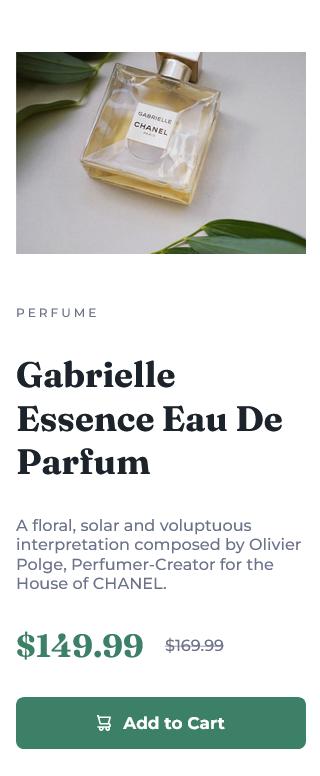 GABRIELLE
CHANEL
PARIS
PERFUME
Gabrielle
Essence Eau De
Parfum
A floral, solar and voluptuous
interpretation composed by Olivier
Polge, Perfumer-Creator for the
House of CHANEL.
$149.99 $169.99
Add to Cart